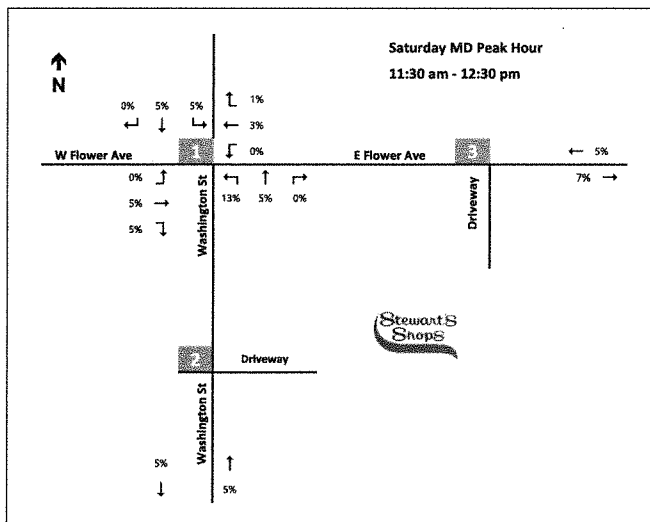 Saturday MD Peak Hour
11:30 am - 12:30 pm
N
0% 5% 5%
1%
3%
0%
W Flower Ave
1
E Flower Ave
3
5%
7%
0%
5%
5%
13% 5% 0%
Washington St
Driveway
Stewart's
Shops
2
Driveway
Washington St
5%
5%